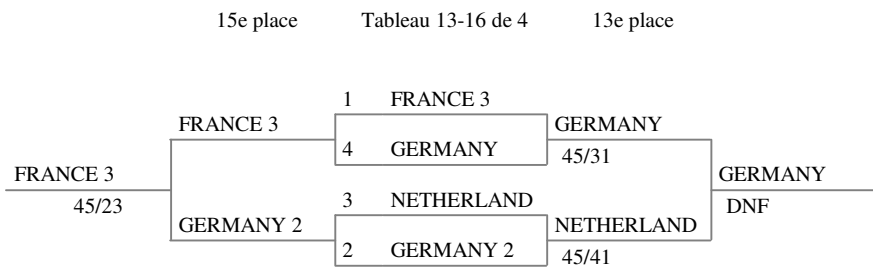 15e place Tableau 13-16 de 4 13e place
1 FRANCE 3
FRANCE 3 GERMANY
4 GERMANY 45/31
FRANCE 3 GERMANY
45/23 3 NETHERLAND DNF
GERMANY 2 NETHERLAND
2 GERMANY 2 45/41